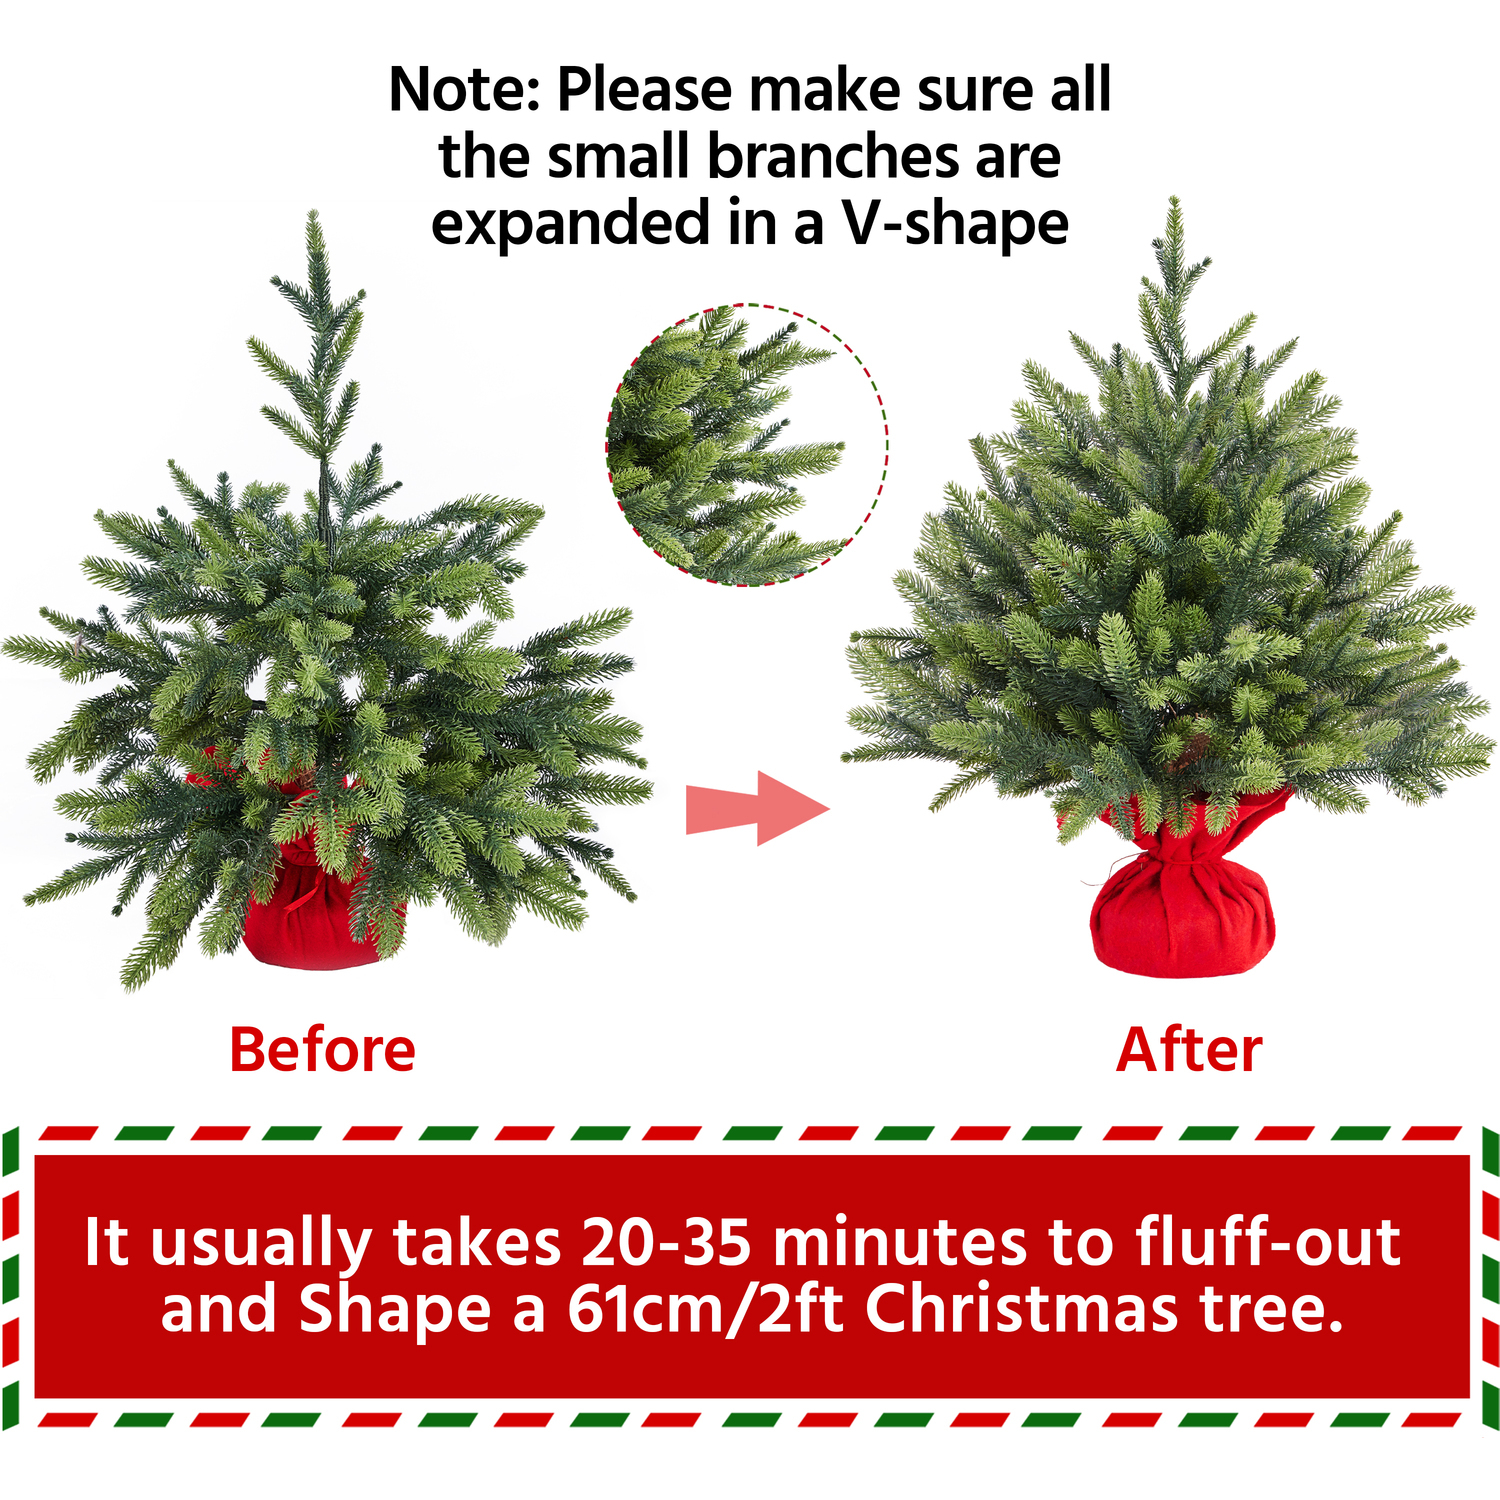 Note: Please make sure all
the small branches are
expanded in a V-shape
Before
After
It usually takes 20-35 minutes to fluff-out
and Shape a 61cm/2ft Christmas tree.